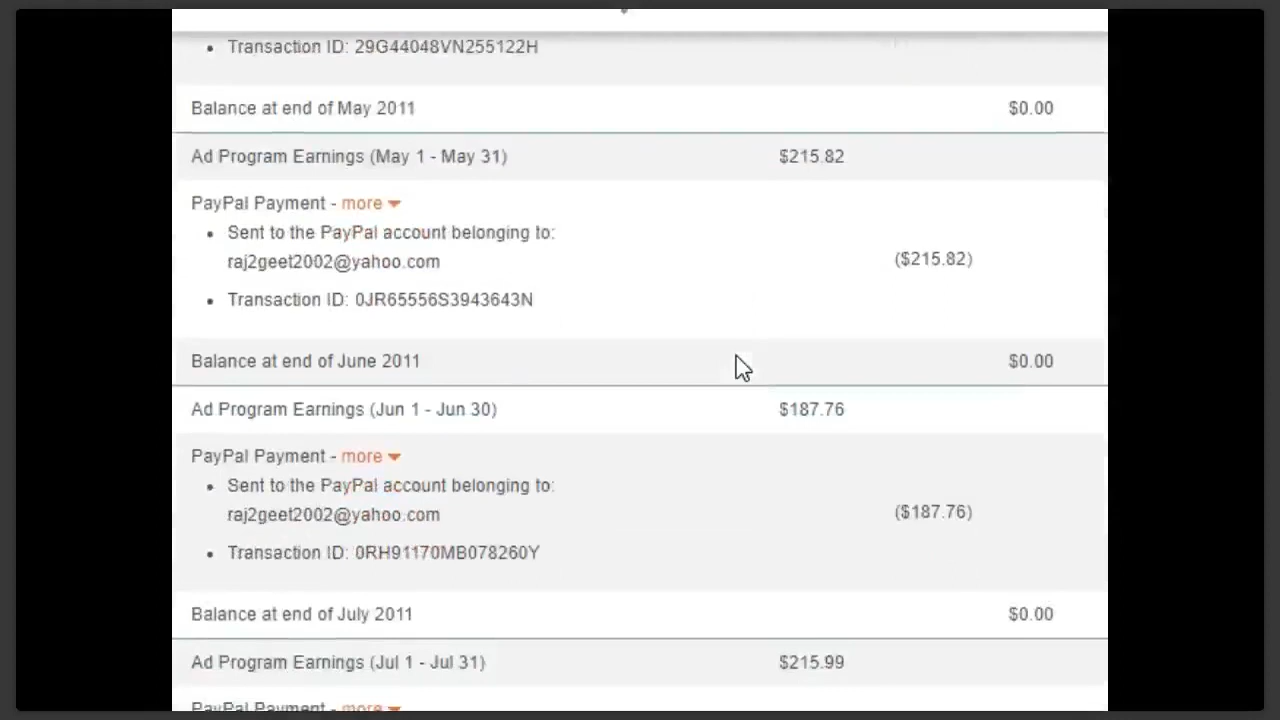 Transaction ID: 29G44048VN255122H
Balance at end of May 2011 $0.00
Ad Program Earnings (May 1 - May 31) $215.82
PayPal Payment - more
Sent to the PayPal account belonging to:
raj2geet2002@yahoo.com ($215.82)
Transaction ID: 0JR65556S3943643N
Balance at end of June 2011 $0.00
Ad Program Earnings (Jun 1 - Jun 30) $187.76
PayPal Payment - more
Sent to the PayPal account belonging to:
raj2geet2002@yahoo.com ($187.76)
Transaction ID: 0RH91170MB078260Y
Balance at end of July 2011 $0.00
Ad Program Earnings (Jul 1 - Jul 31) $215.99
PayPal Payment - more